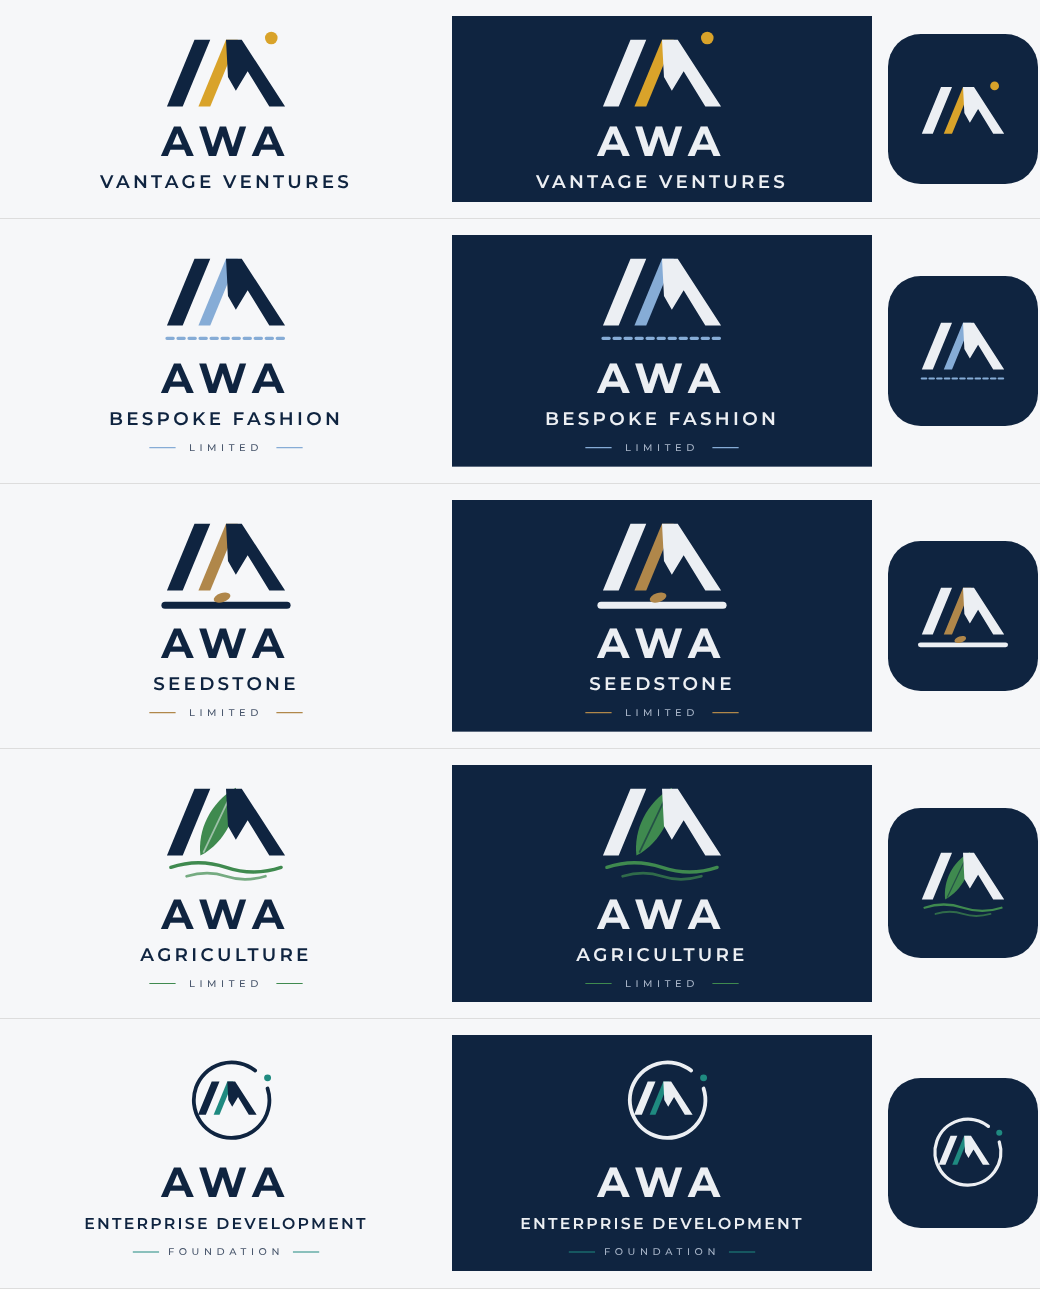 AWA
VANTAGE VENTURES
AWA
VANTAGE VENTURES
AWA
BESPOKE FASHION
LIMITED
AWA
BESPOKE FASHION
LIMITED
AWA
SEEDSTONE
LIMITED
AWA
SEEDSTONE
LIMITED
AWA
AGRICULTURE
LIMITED
AWA
AGRICULTURE
LIMITED
AWA
ENTERPRISE DEVELOPMENT
FOUNDATION
AWA
ENTERPRISE DEVELOPMENT
FOUNDATION